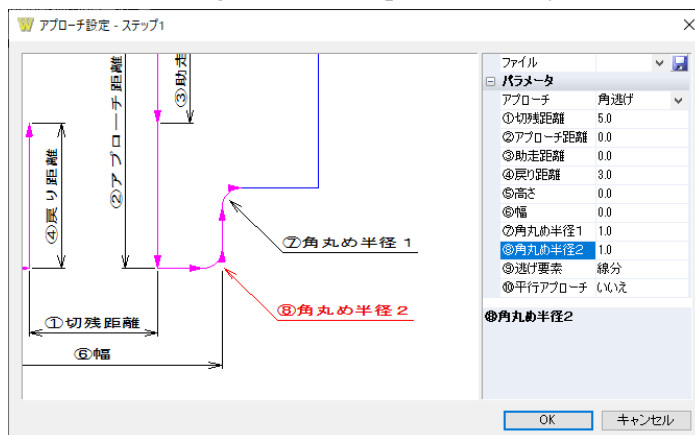 アプローチ設定 - ステップ1
④戻り距離
②アプローチ距離
③助走
⑦角丸め半径1
⑧角丸め半径2
①切残距離
⑥幅
ファイル
パラメータ
アプローチ 角逃げ
①切残距離 5.0
②アプローチ距離 0.0
③助走距離 0.0
④戻り距離 3.0
⑤高さ 0.0
⑥幅 0.0
⑦角丸め半径1 1.0
⑧角丸め半径2 1.0
⑨逃げ要素 線分
⑩平行アプローチ いいえ
⑧角丸め半径2
OK キャンセル